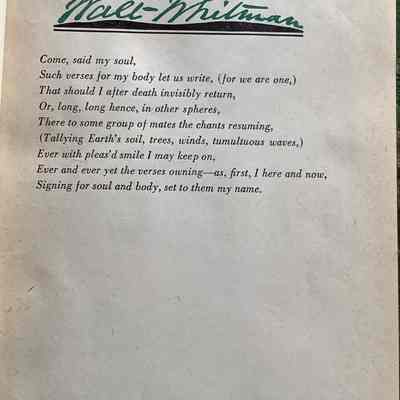 Walt Whitman
Come, said my soul,
Such verses for my body let us write, (for we are one,)
That should I after death invisibly return,
Or, long, long hence, in other spheres,
There to some group of mates the chants resuming,
(Tallying Earth's soil, trees, winds, tumultuous waves,)
Ever with pleas'd smile I may keep on,
Ever and ever yet the verses owning—as, first, I here and now,
Signing for soul and body, set to them my name.